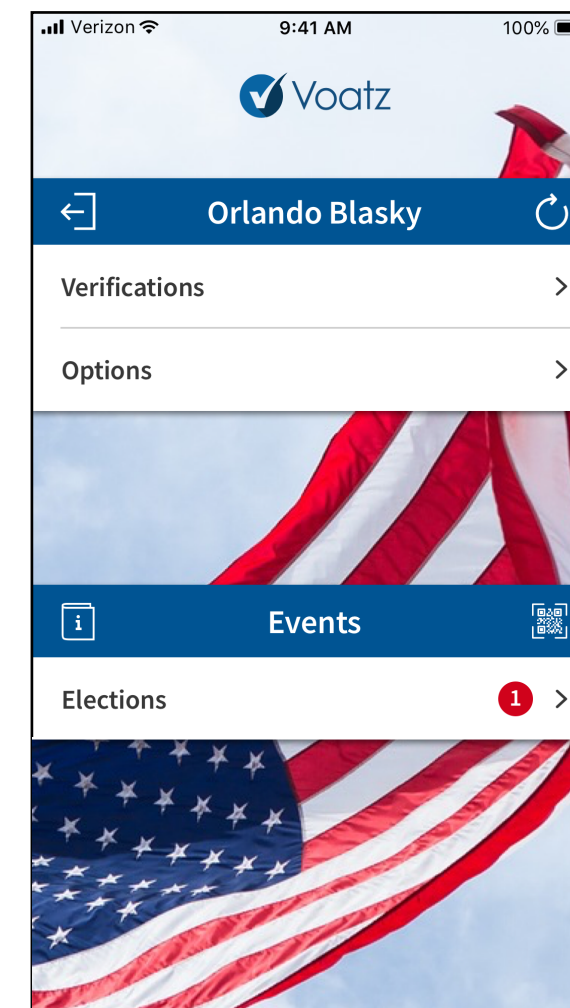 Verizon 9:41 AM 100%
Voatz
Orlando Blasky
Verifications
Options
i Events
Elections 1